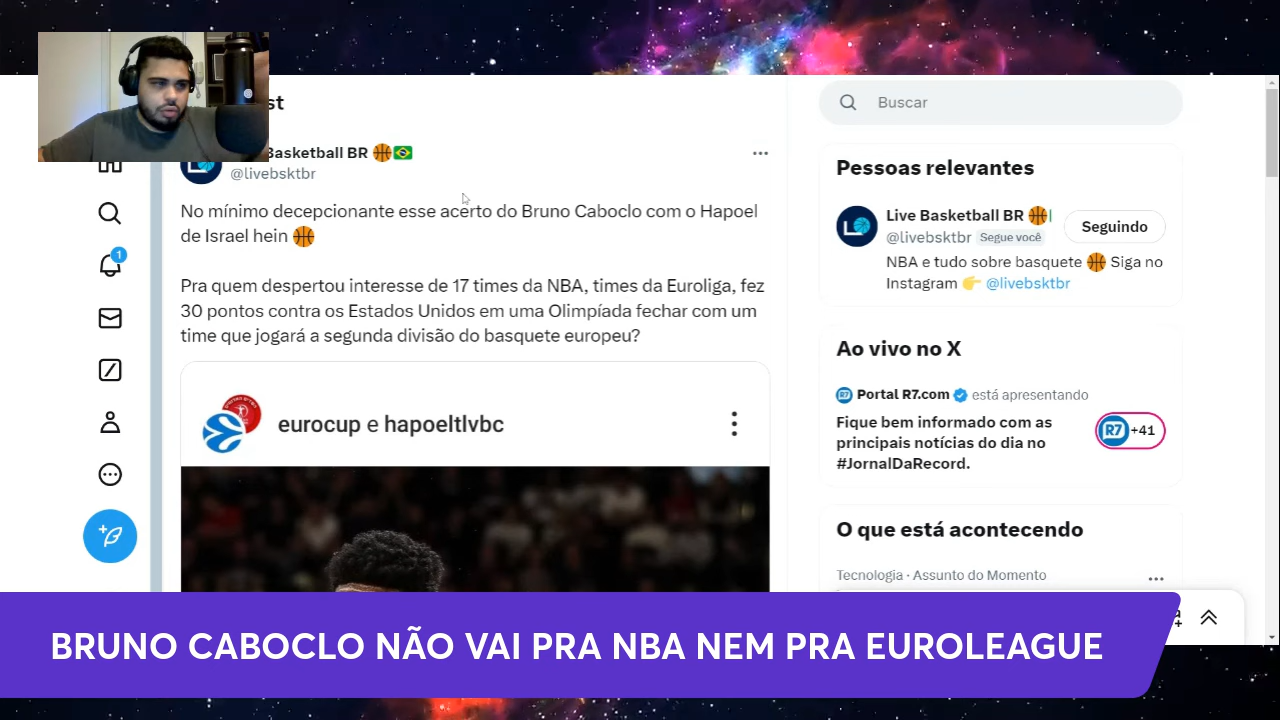 st
Basketball BR
@livebsktbr
No mínimo decepcionante esse acerto do Bruno Caboclo com o Hapoel
de Israel hein
Pra quem despertou interesse de 17 times da NBA, times da Euroliga, fez
30 pontos contra os Estados Unidos em uma Olimpíada fechar com um
time que jogará a segunda divisão do basquete europeu?
eurocup e hapoeltlvbc
1
Buscar
Pessoas relevantes
Live Basketball BR
@livebsktbr Segue você
Seguindo
NBA e tudo sobre basquete Siga no
Instagram @livebsktbr
Ao vivo no X
Portal R7.com está apresentando
Fique bem informado com as
principais notícias do dia no
#JornalDaRecord.
R7 +41
O que está acontecendo
Tecnologia · Assunto do Momento
BRUNO CABOCLO NÃO VAI PRA NBA NEM PRA EUROLEAGUE